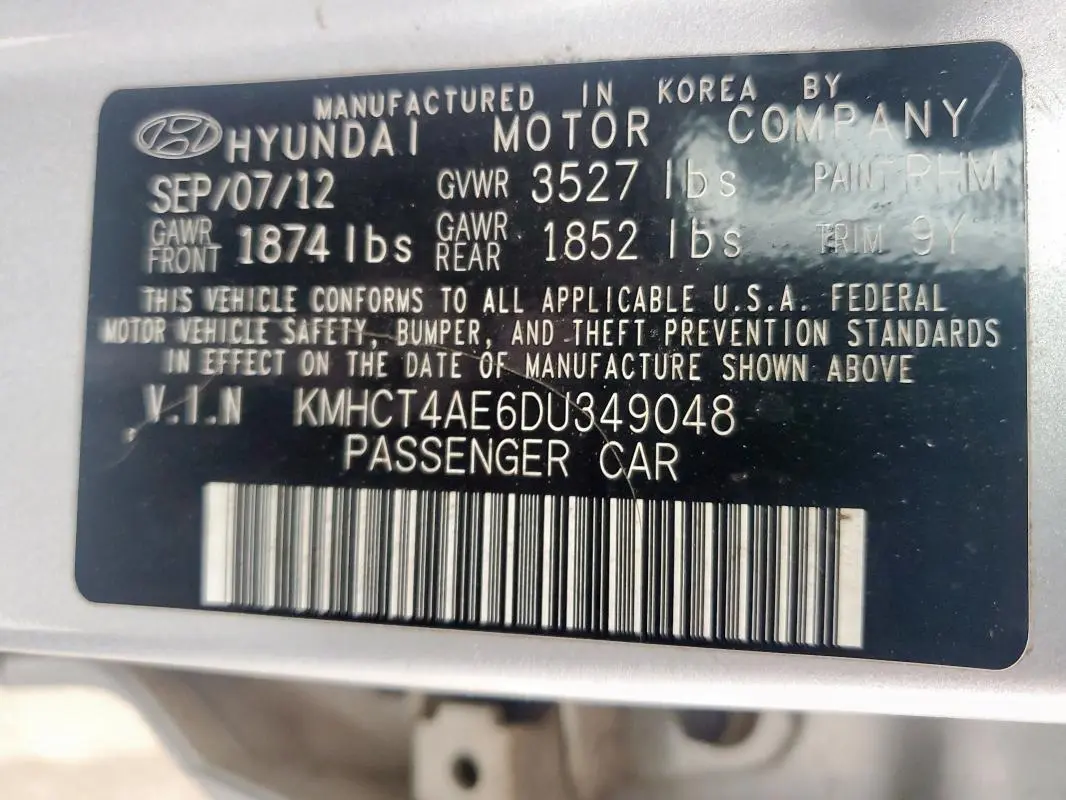 MANUFACTURED IN KOREA BY
HYUNDAI MOTOR COMPANY
SEP/07/12 GVWR 3527 lbs PAINT RHM
GAWR FRONT 1874 lbs GAWR REAR 1852 lbs TRIM 9Y
THIS VEHICLE CONFORMS TO ALL APPLICABLE U.S.A. FEDERAL
MOTOR VEHICLE SAFETY, BUMPER, AND THEFT PREVENTION STANDARDS
IN EFFECT ON THE DATE OF MANUFACTURE SHOWN ABOVE
V.I.N KMHCT4AE6DU349048
PASSENGER CAR